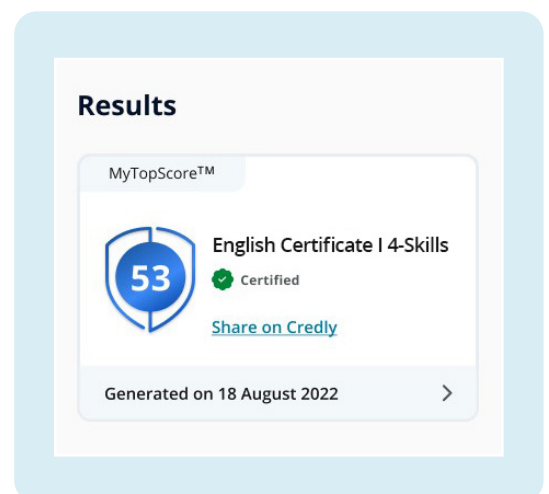 Results
MyTopScore™
53
English Certificate I 4-Skills
Certified
Share on Credly
Generated on 18 August 2022